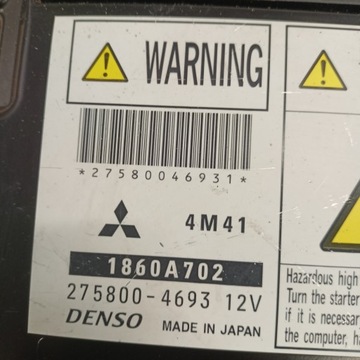 WARNING
*27580046931*
4M41
1860A702
275800-4693 12V
DENSO MADE IN JAPAN
Hazardous high
Turn the starter
if it is necessar
the computer, h